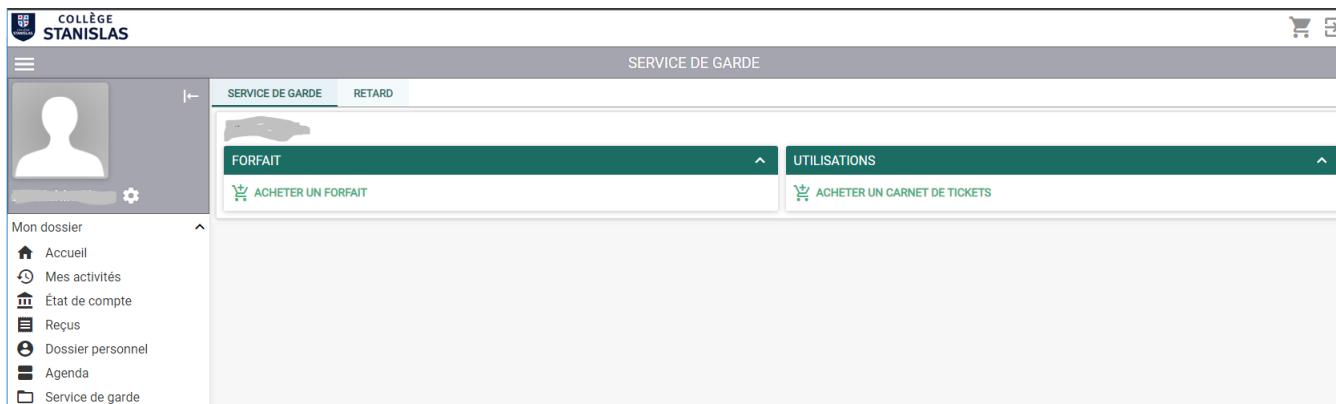 COLLÈGE
STANISLAS
SERVICE DE GARDE
SERVICE DE GARDE RETARD
FORFAIT
ACHETER UN FORFAIT
UTILISATIONS
ACHETER UN CARNET DE TICKETS
Mon dossier
Accueil
Mes activités
État de compte
Reçus
Dossier personnel
Agenda
Service de garde